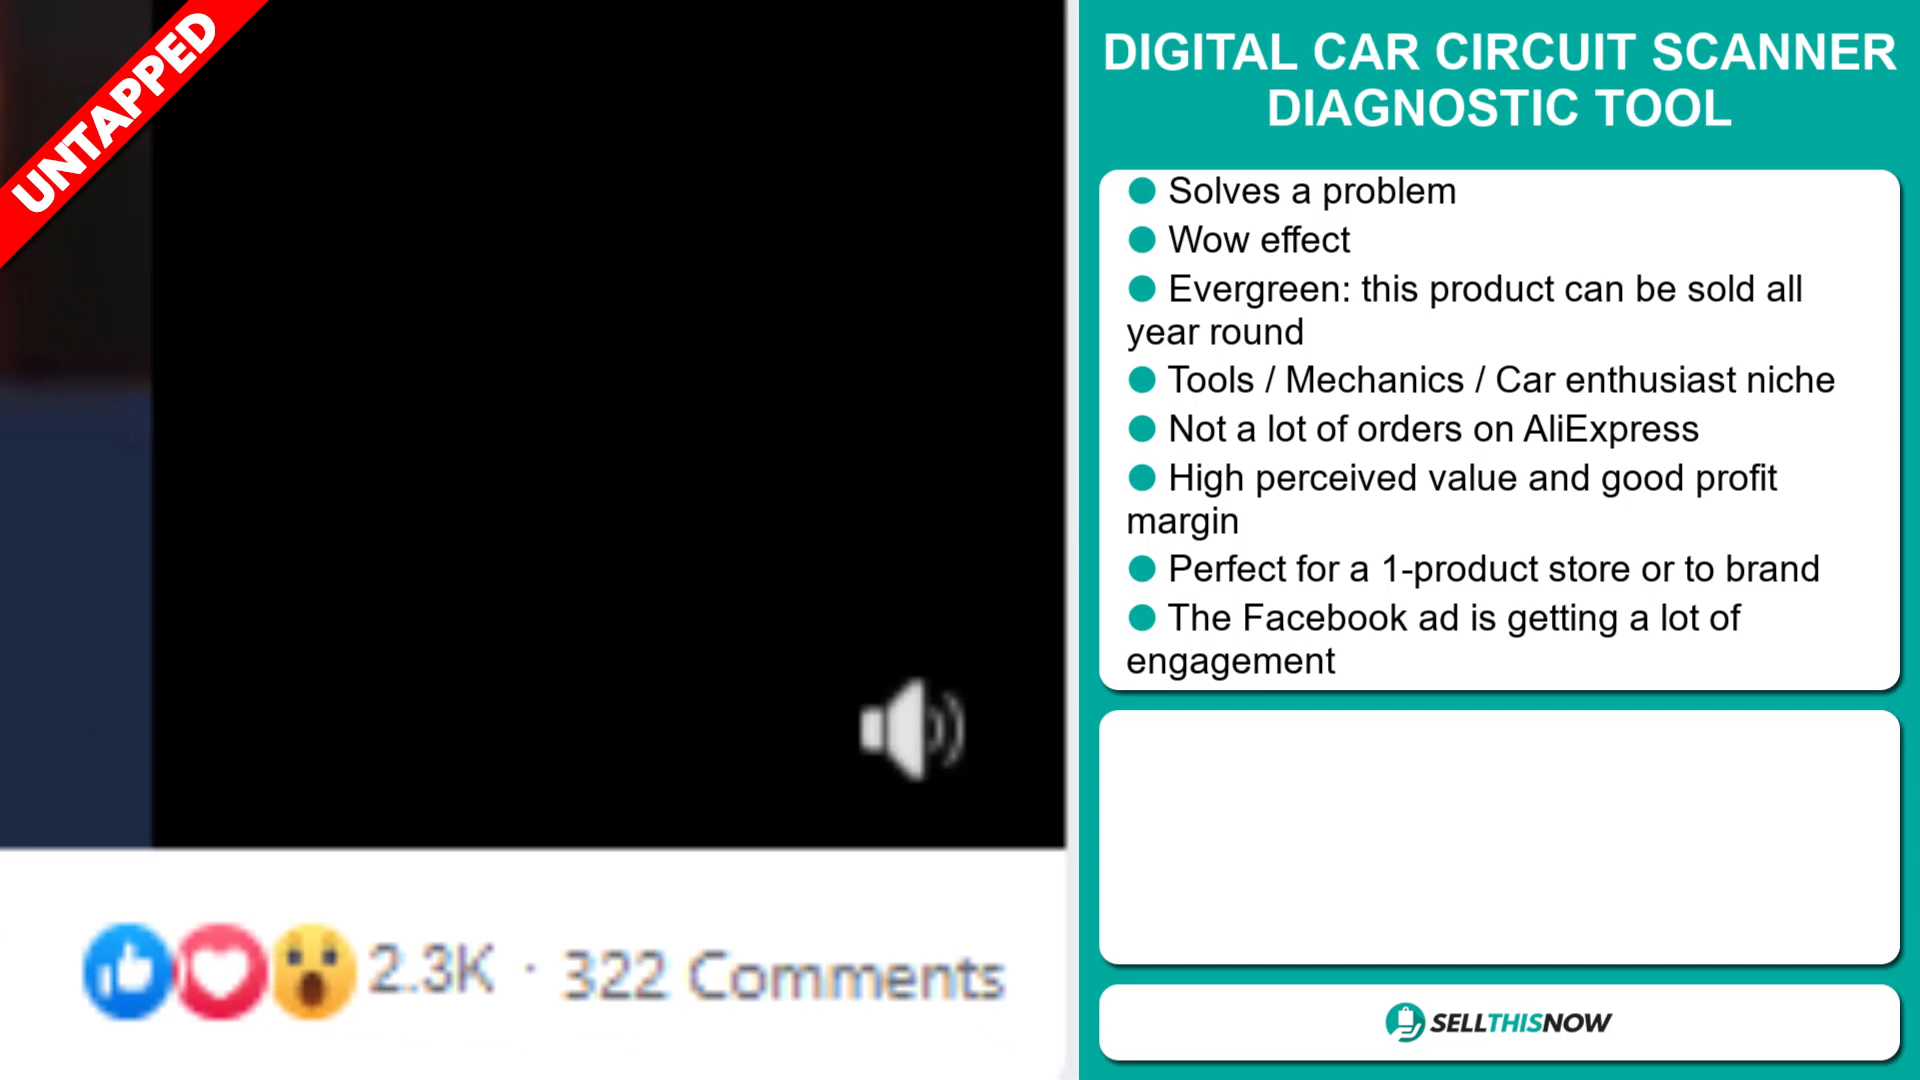 UNTAPPED
2.3K · 322 Comments
DIGITAL CAR CIRCUIT SCANNER
DIAGNOSTIC TOOL
● Solves a problem
● Wow effect
● Evergreen: this product can be sold all
year round
● Tools / Mechanics / Car enthusiast niche
● Not a lot of orders on AliExpress
● High perceived value and good profit
margin
● Perfect for a 1-product store or to brand
● The Facebook ad is getting a lot of
engagement
SELLTHISNOW